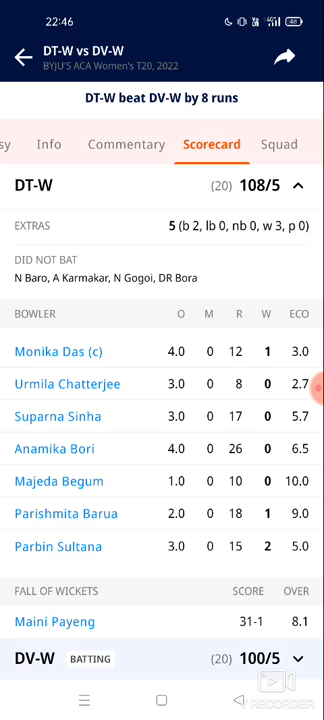 22:46
48
DT-W vs DV-W
BYJU'S ACA Women's T20, 2022
DT-W beat DV-W by 8 runs
sy Info Commentary Scorecard Squad
DT-W (20) 108/5
EXTRAS 5 (b 2, lb 0, nb 0, w 3, p 0)
DID NOT BAT
N Baro, A Karmakar, N Gogoi, DR Bora
BOWLER O M R W ECO
Monika Das (c) 4.0 0 12 1 3.0
Urmila Chatterjee 3.0 0 8 0 2.7
Suparna Sinha 3.0 0 17 0 5.7
Anamika Bori 4.0 0 26 0 6.5
Majeda Begum 1.0 0 10 0 10.0
Parishmita Barua 2.0 0 18 1 9.0
Parbin Sultana 3.0 0 15 2 5.0
FALL OF WICKETS SCORE OVER
Maini Payeng 31-1 8.1
DV-W BATTING (20) 100/5
RECORDER